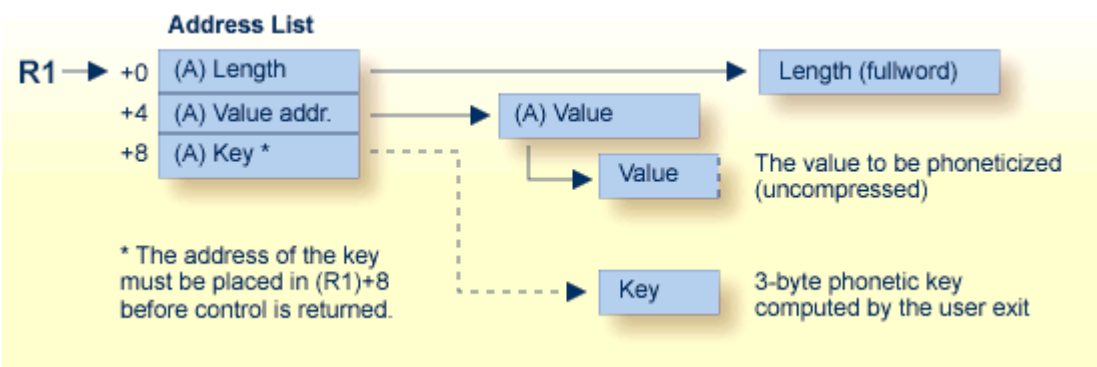 Address List
R1
+0 (A) Length
Length (fullword)
+4 (A) Value addr.
(A) Value
+8 (A) Key *
Value
The value to be phoneticized
(uncompressed)
* The address of the key
must be placed in (R1)+8
before control is returned.
Key
3-byte phonetic key
computed by the user exit